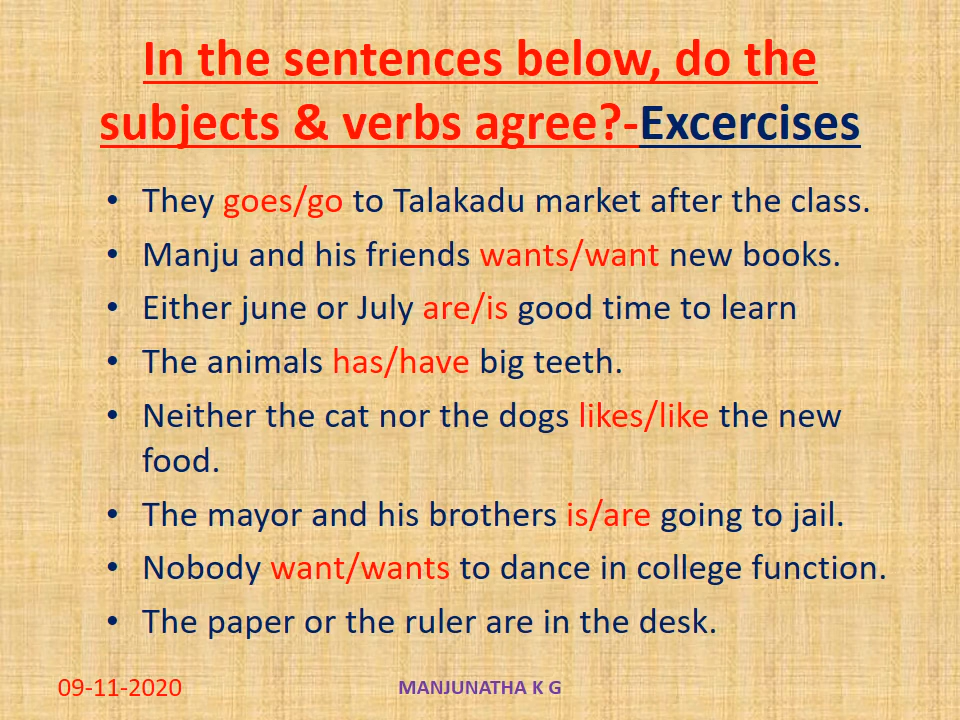 In the sentences below, do the
subjects & verbs agree?-Excercises
• They goes/go to Talakadu market after the class.
• Manju and his friends wants/want new books.
• Either june or July are/is good time to learn
• The animals has/have big teeth.
• Neither the cat nor the dogs likes/like the new
food.
• The mayor and his brothers is/are going to jail.
• Nobody want/wants to dance in college function.
• The paper or the ruler are in the desk.
09-11-2020
MANJUNATHA K G